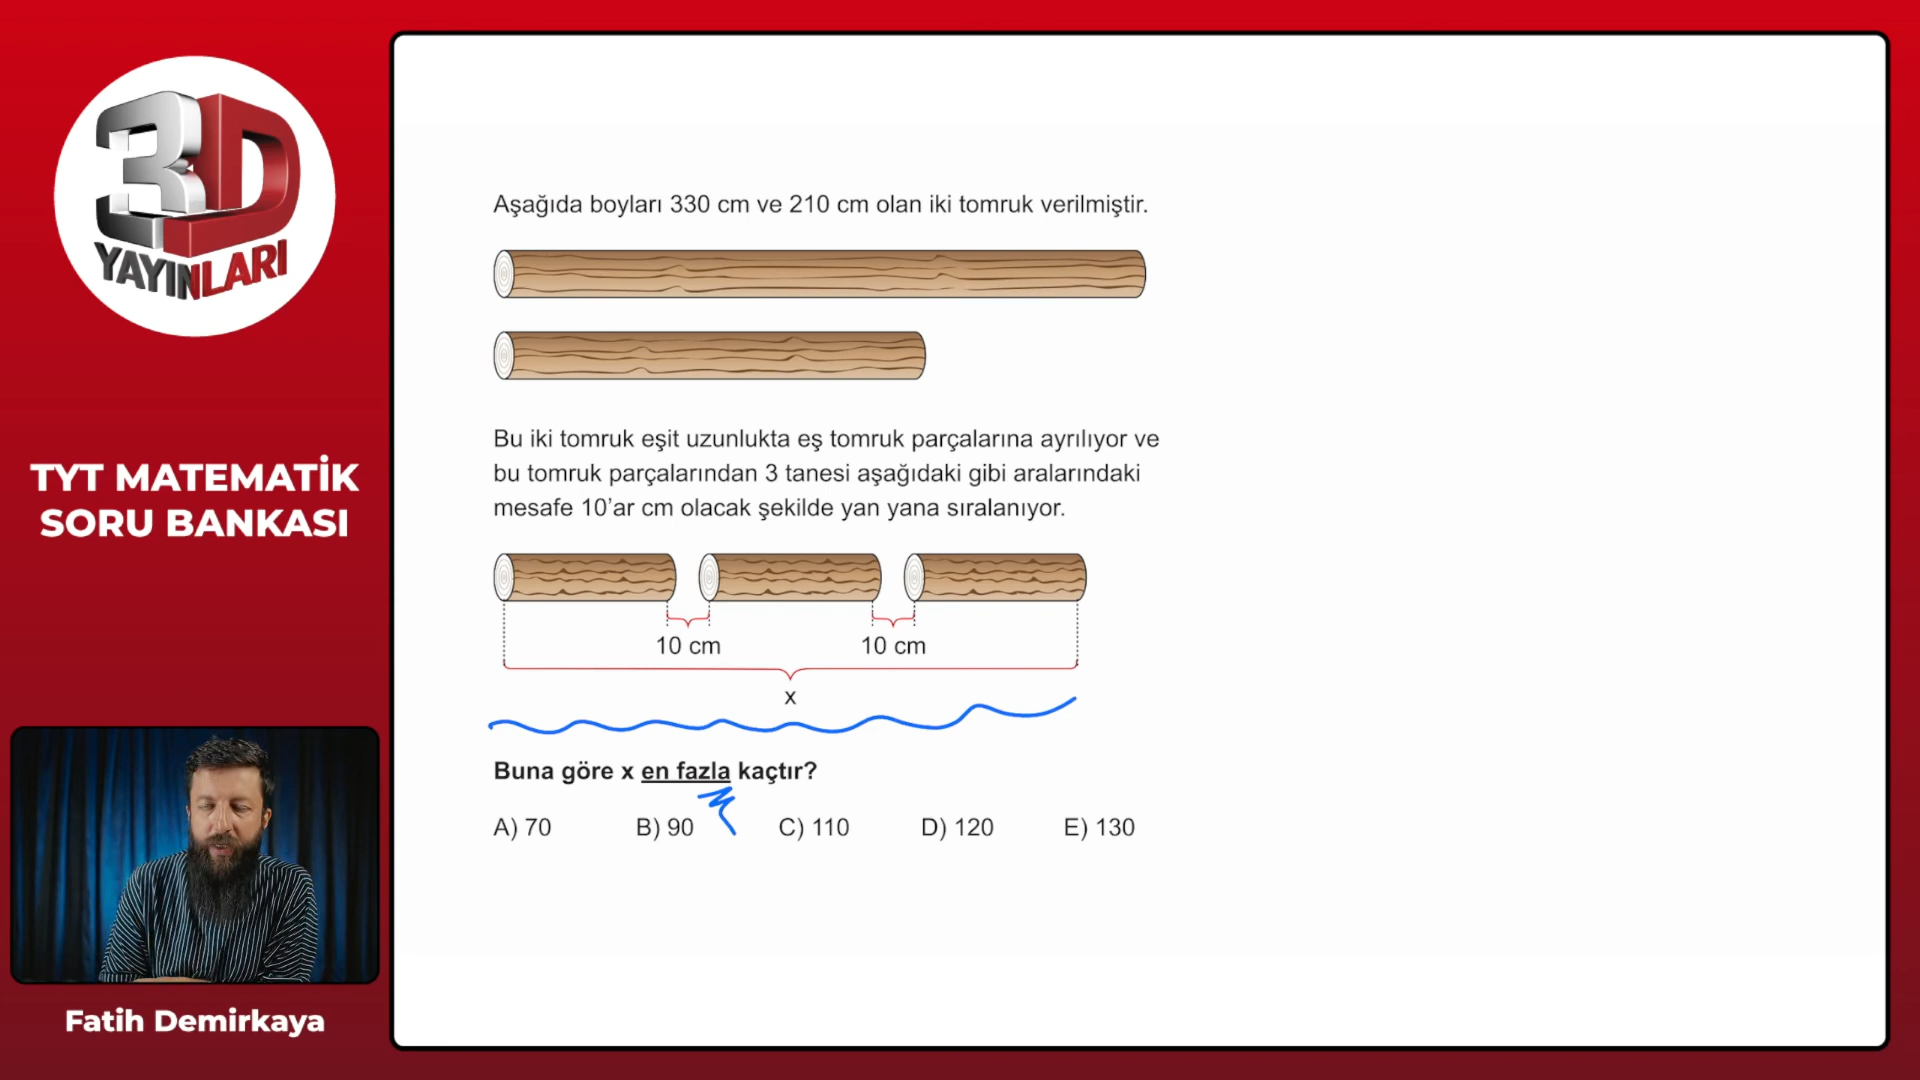 3D
YAYINLARI
TYT MATEMATİK
SORU BANKASI
Fatih Demirkaya
Aşağıda boyları 330 cm ve 210 cm olan iki tomruk verilmiştir.
Bu iki tomruk eşit uzunlukta eş tomruk parçalarına ayrılıyor ve
bu tomruk parçalarından 3 tanesi aşağıdaki gibi aralarındaki
mesafe 10’ar cm olacak şekilde yan yana sıralanıyor.
10 cm 10 cm
x
Buna göre x en fazla kaçtır?
A) 70 B) 90 C) 110 D) 120 E) 130